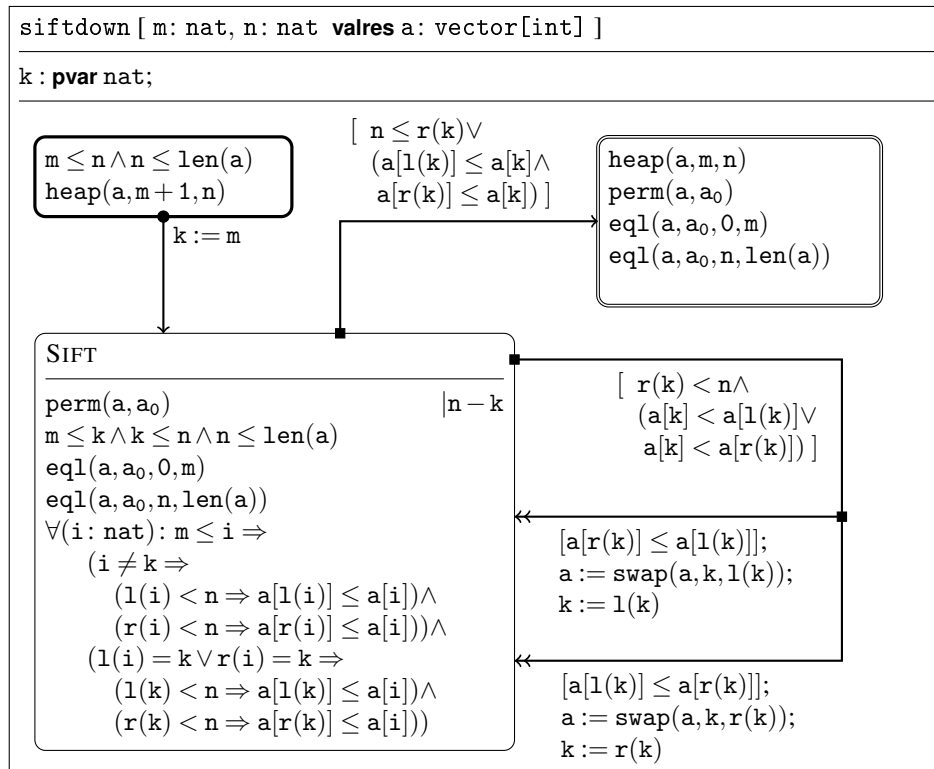 siftdown [ m: nat, n: nat valres a: vector[int] ]
k : pvar nat;
m ≤ n ∧ n ≤ len(a)
heap(a,m+1,n)
k := m
[ n ≤ r(k)∨
(a[l(k)] ≤ a[k]∧
a[r(k)] ≤ a[k]) ]
heap(a,m,n)
perm(a,a₀)
eql(a,a₀,0,m)
eql(a,a₀,n,len(a))
SIFT
perm(a,a₀) |n−k
m ≤ k ∧ k ≤ n ∧ n ≤ len(a)
eql(a,a₀,0,m)
eql(a,a₀,n,len(a))
∀(i: nat): m ≤ i ⇒
(i ≠ k ⇒
(l(i) < n ⇒ a[l(i)] ≤ a[i])∧
(r(i) < n ⇒ a[r(i)] ≤ a[i]))∧
(l(i) = k ∨ r(i) = k ⇒
(l(k) < n ⇒ a[l(k)] ≤ a[i])∧
(r(k) < n ⇒ a[r(k)] ≤ a[i]))
[ r(k) < n∧
(a[k] < a[l(k)]∨
a[k] < a[r(k)]) ]
[a[r(k)] ≤ a[l(k)]];
a := swap(a,k,l(k));
k := l(k)
[a[l(k)] ≤ a[r(k)]];
a := swap(a,k,r(k));
k := r(k)